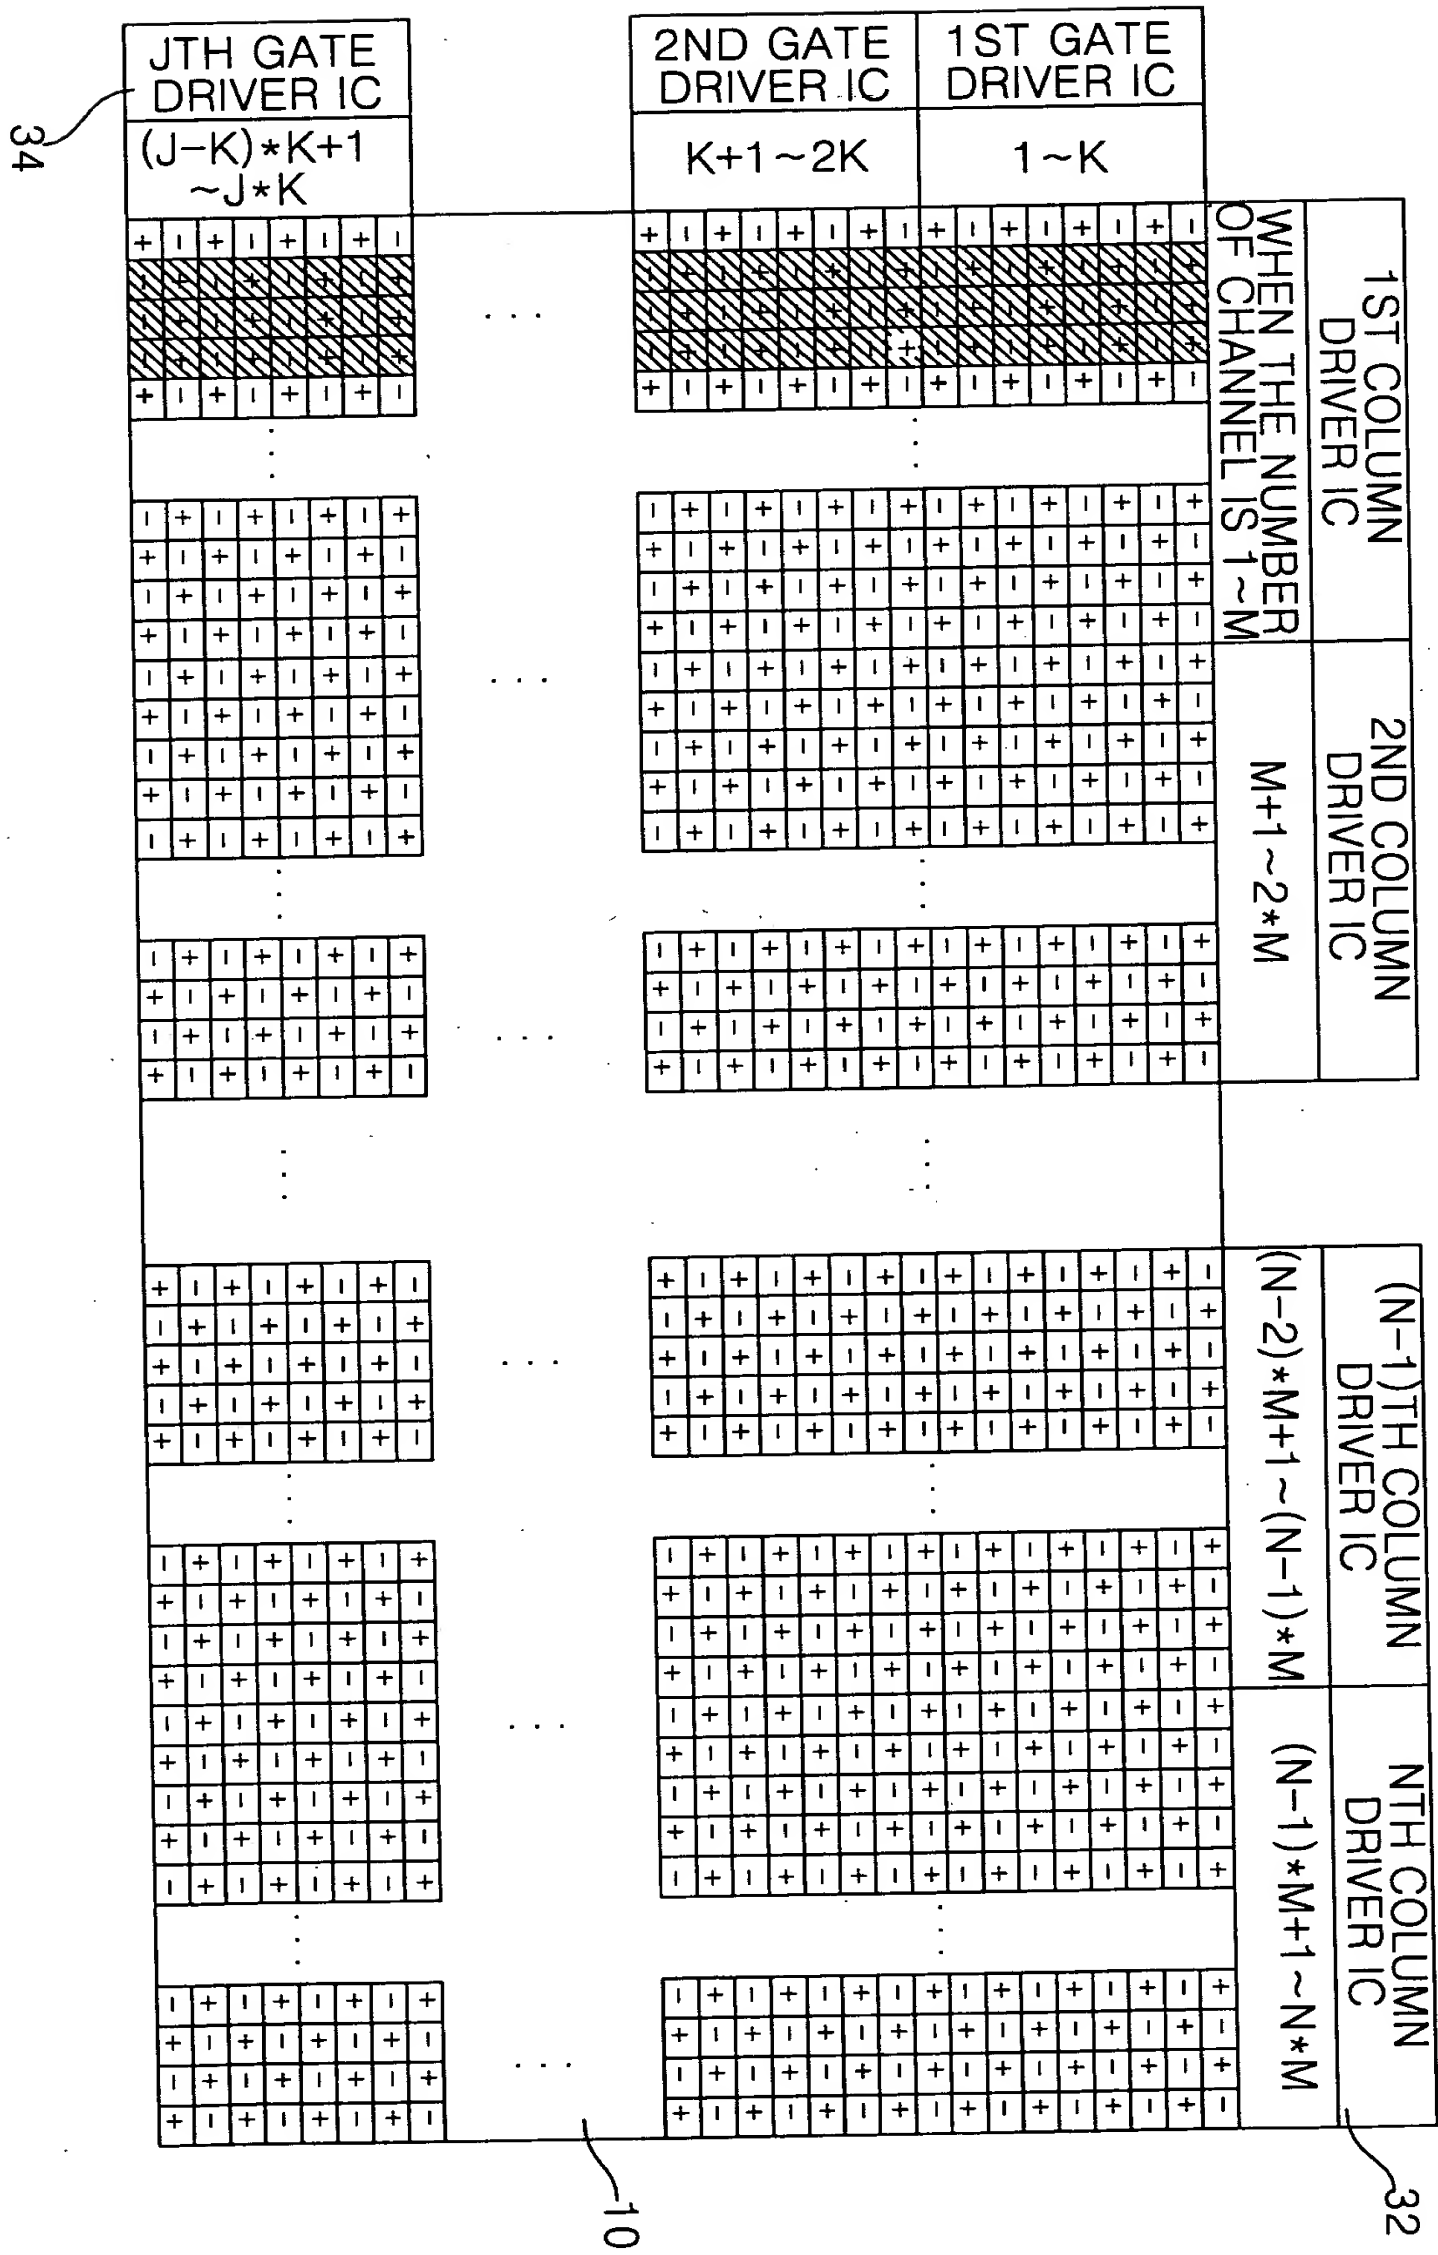 JTH GATE
DRIVER IC
(J-K)*K+1
~J*K
2ND GATE
DRIVER IC
K+1~2K
1ST GATE
DRIVER IC
1~K
34
1ST COLUMN
DRIVER IC
WHEN THE NUMBER
OF CHANNEL IS 1~M
2ND COLUMN
DRIVER IC
M+1~2*M
(N-1)TH COLUMN
DRIVER IC
(N-2)*M+1~(N-1)*M
NTH COLUMN
DRIVER IC
(N-1)*M+1~N*M
32
10